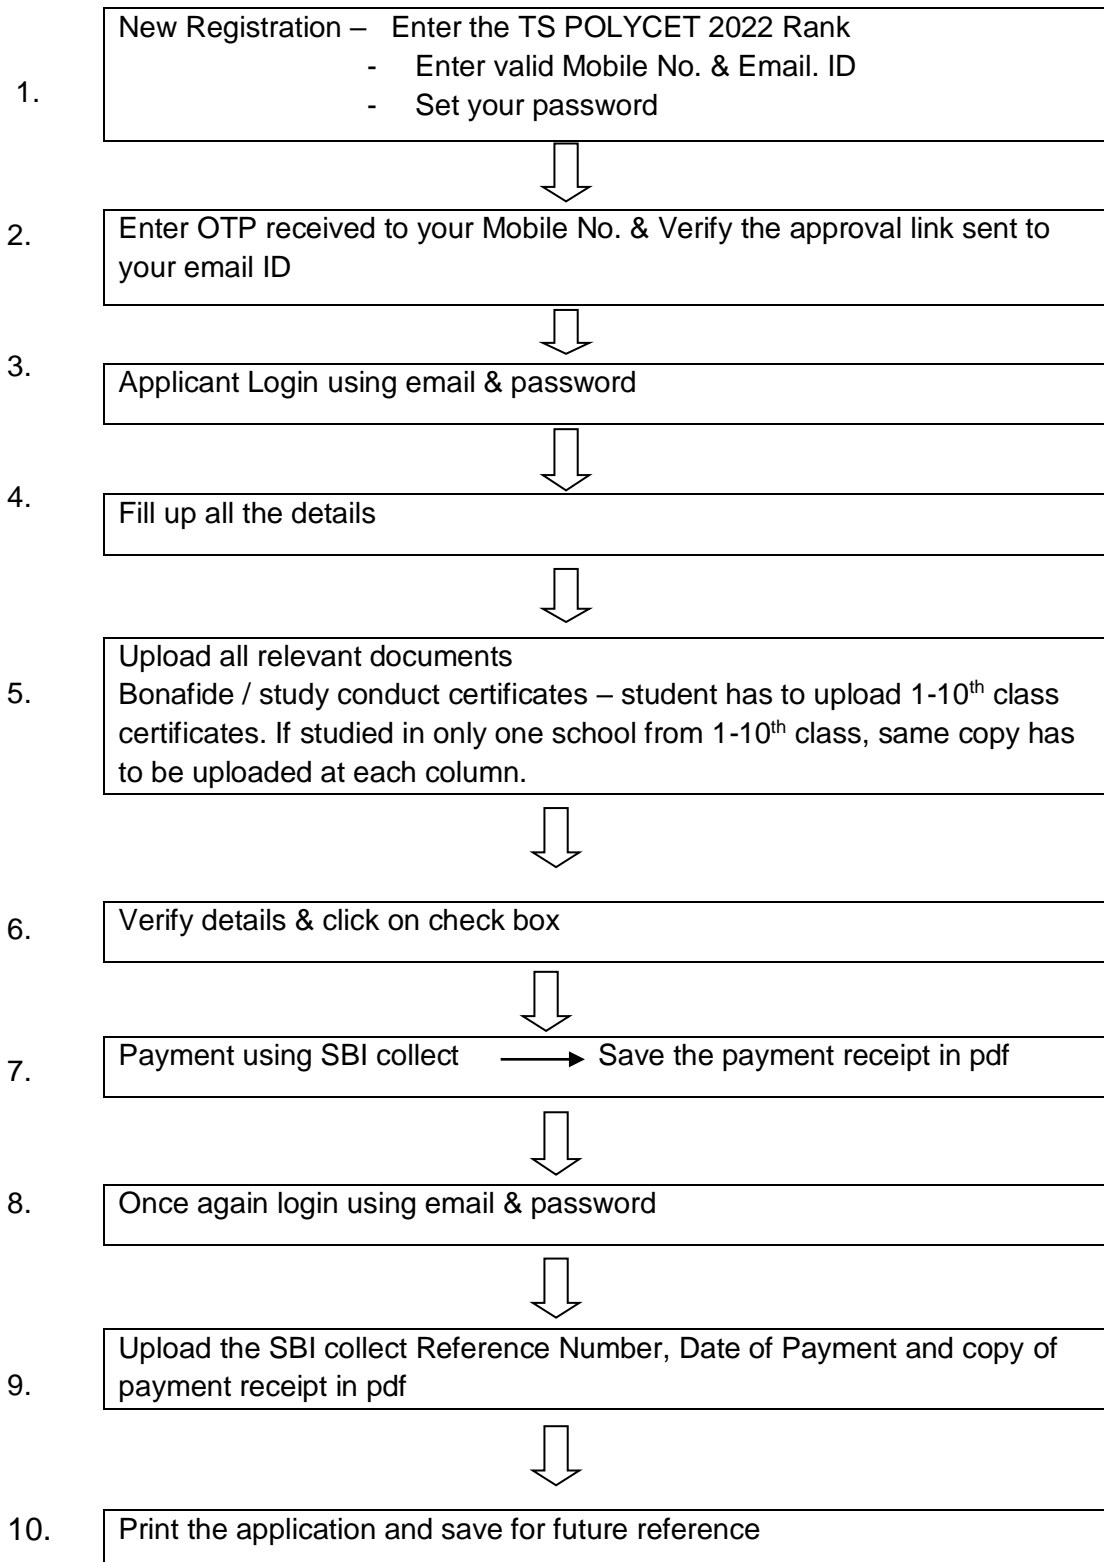 1.
New Registration – Enter the TS POLYCET 2022 Rank
- Enter valid Mobile No. & Email. ID
- Set your password
2.
Enter OTP received to your Mobile No. & Verify the approval link sent to
your email ID
3.
Applicant Login using email & password
4.
Fill up all the details
5.
Upload all relevant documents
Bonafide / study conduct certificates – student has to upload 1-10th class
certificates. If studied in only one school from 1-10th class, same copy has
to be uploaded at each column.
6.
Verify details & click on check box
7.
Payment using SBI collect Save the payment receipt in pdf
8.
Once again login using email & password
9.
Upload the SBI collect Reference Number, Date of Payment and copy of
payment receipt in pdf
10.
Print the application and save for future reference